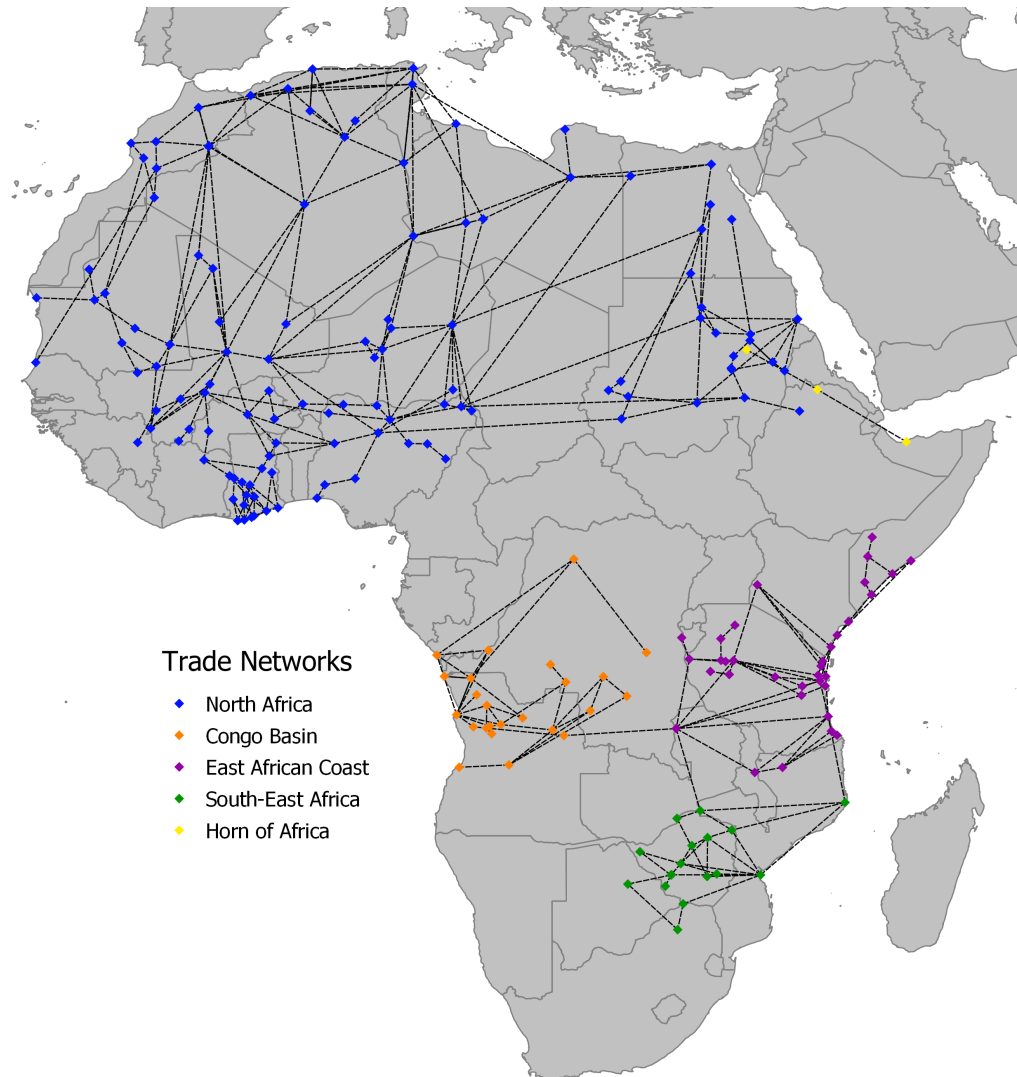 Trade Networks
North Africa
Congo Basin
East African Coast
South-East Africa
Horn of Africa